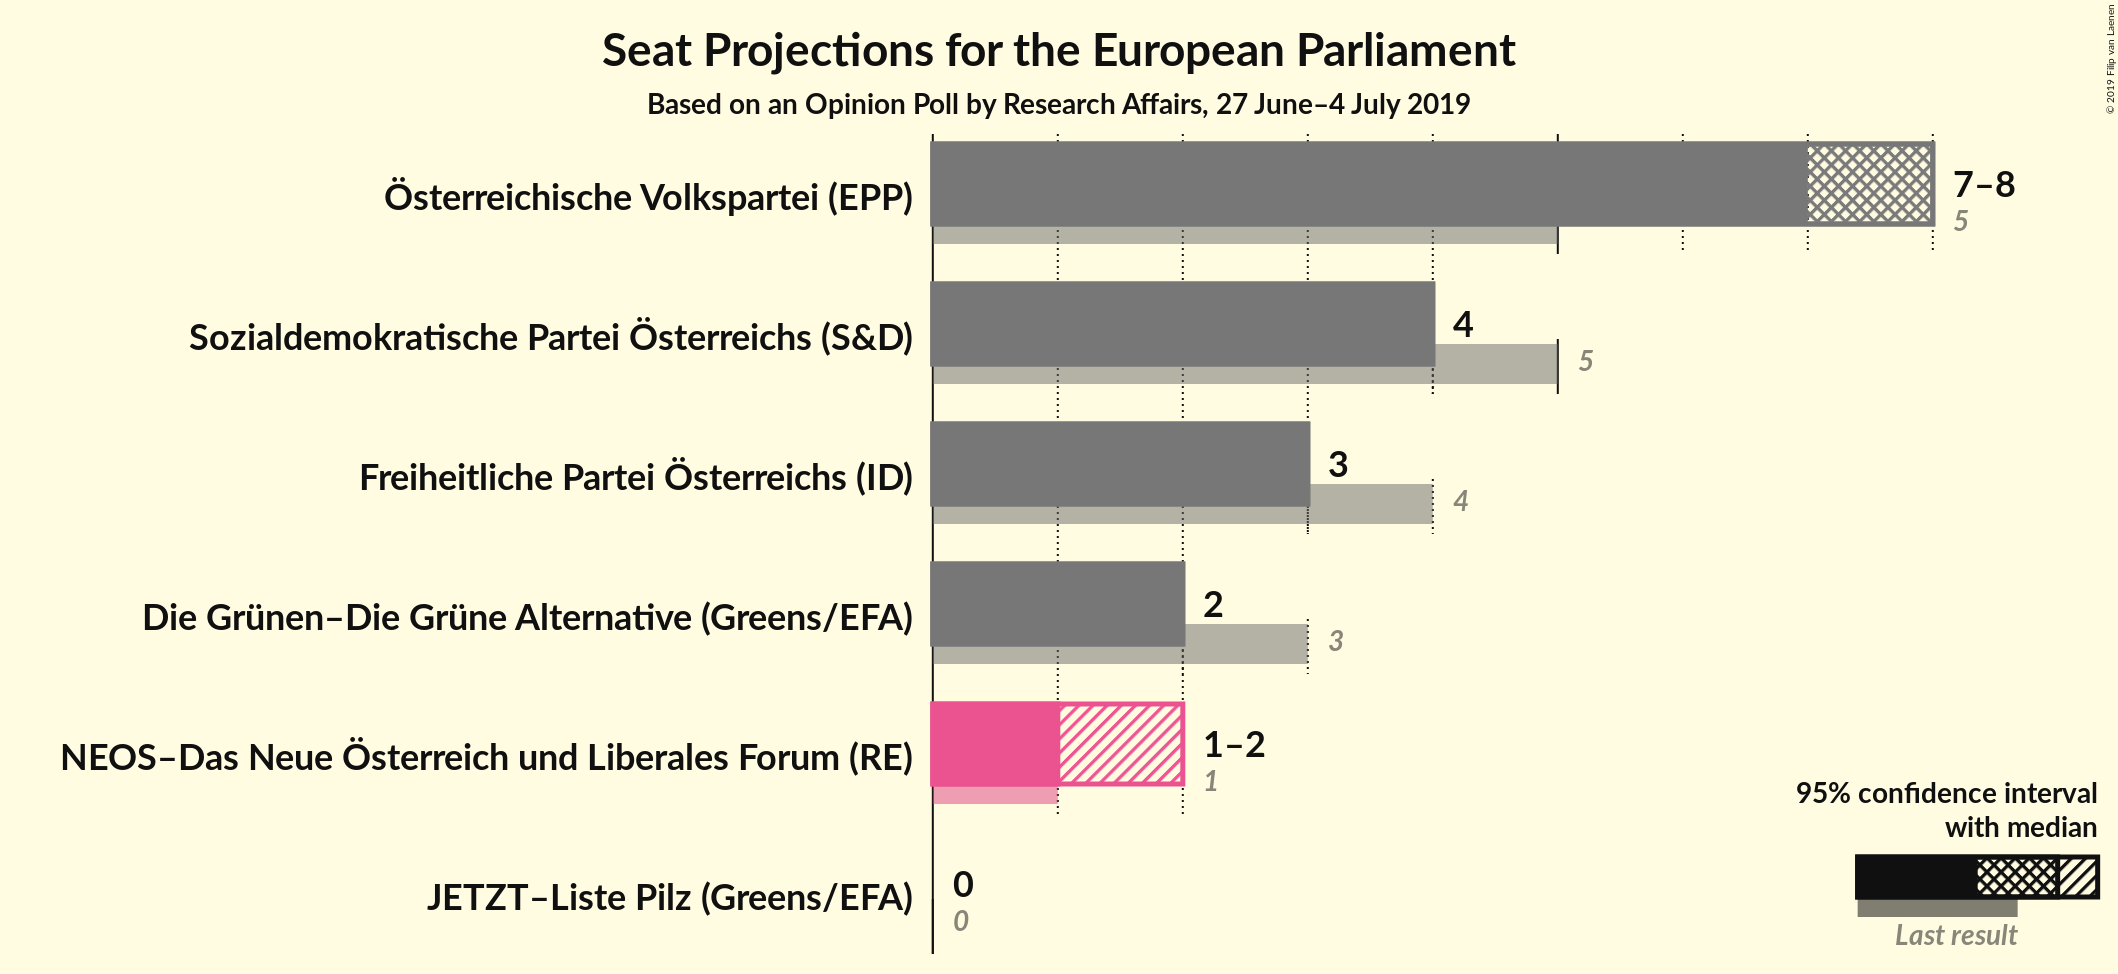 Seat Projections for the European Parliament
Based on an Opinion Poll by Research Affairs, 27 June–4 July 2019
© 2019 Filip van Laenen
Österreichische Volkspartei (EPP)
7–8
5
Sozialdemokratische Partei Österreichs (S&D)
4
5
Freiheitliche Partei Österreichs (ID)
3
4
Die Grünen–Die Grüne Alternative (Greens/EFA)
2
3
NEOS–Das Neue Österreich und Liberales Forum (RE)
1–2
1
JETZT–Liste Pilz (Greens/EFA)
0
0
95% confidence interval
with median
Last result